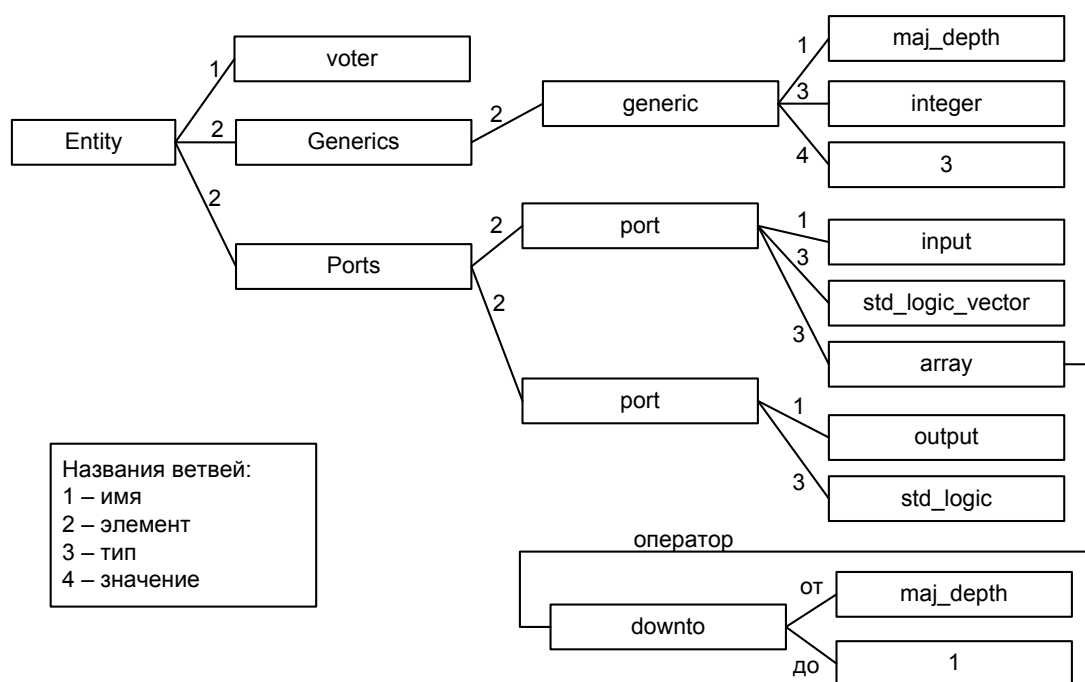 maj_depth
voter
1
1
3
integer
generic
2
Entity
2
Generics
4
3
2
2
port
1
input
3
Ports
std_logic_vector
2
3
array
port
1
output
Названия ветвей:
1 – имя
2 – элемент
3 – тип
4 – значение
3
std_logic
оператор
от
maj_depth
downto
до
1